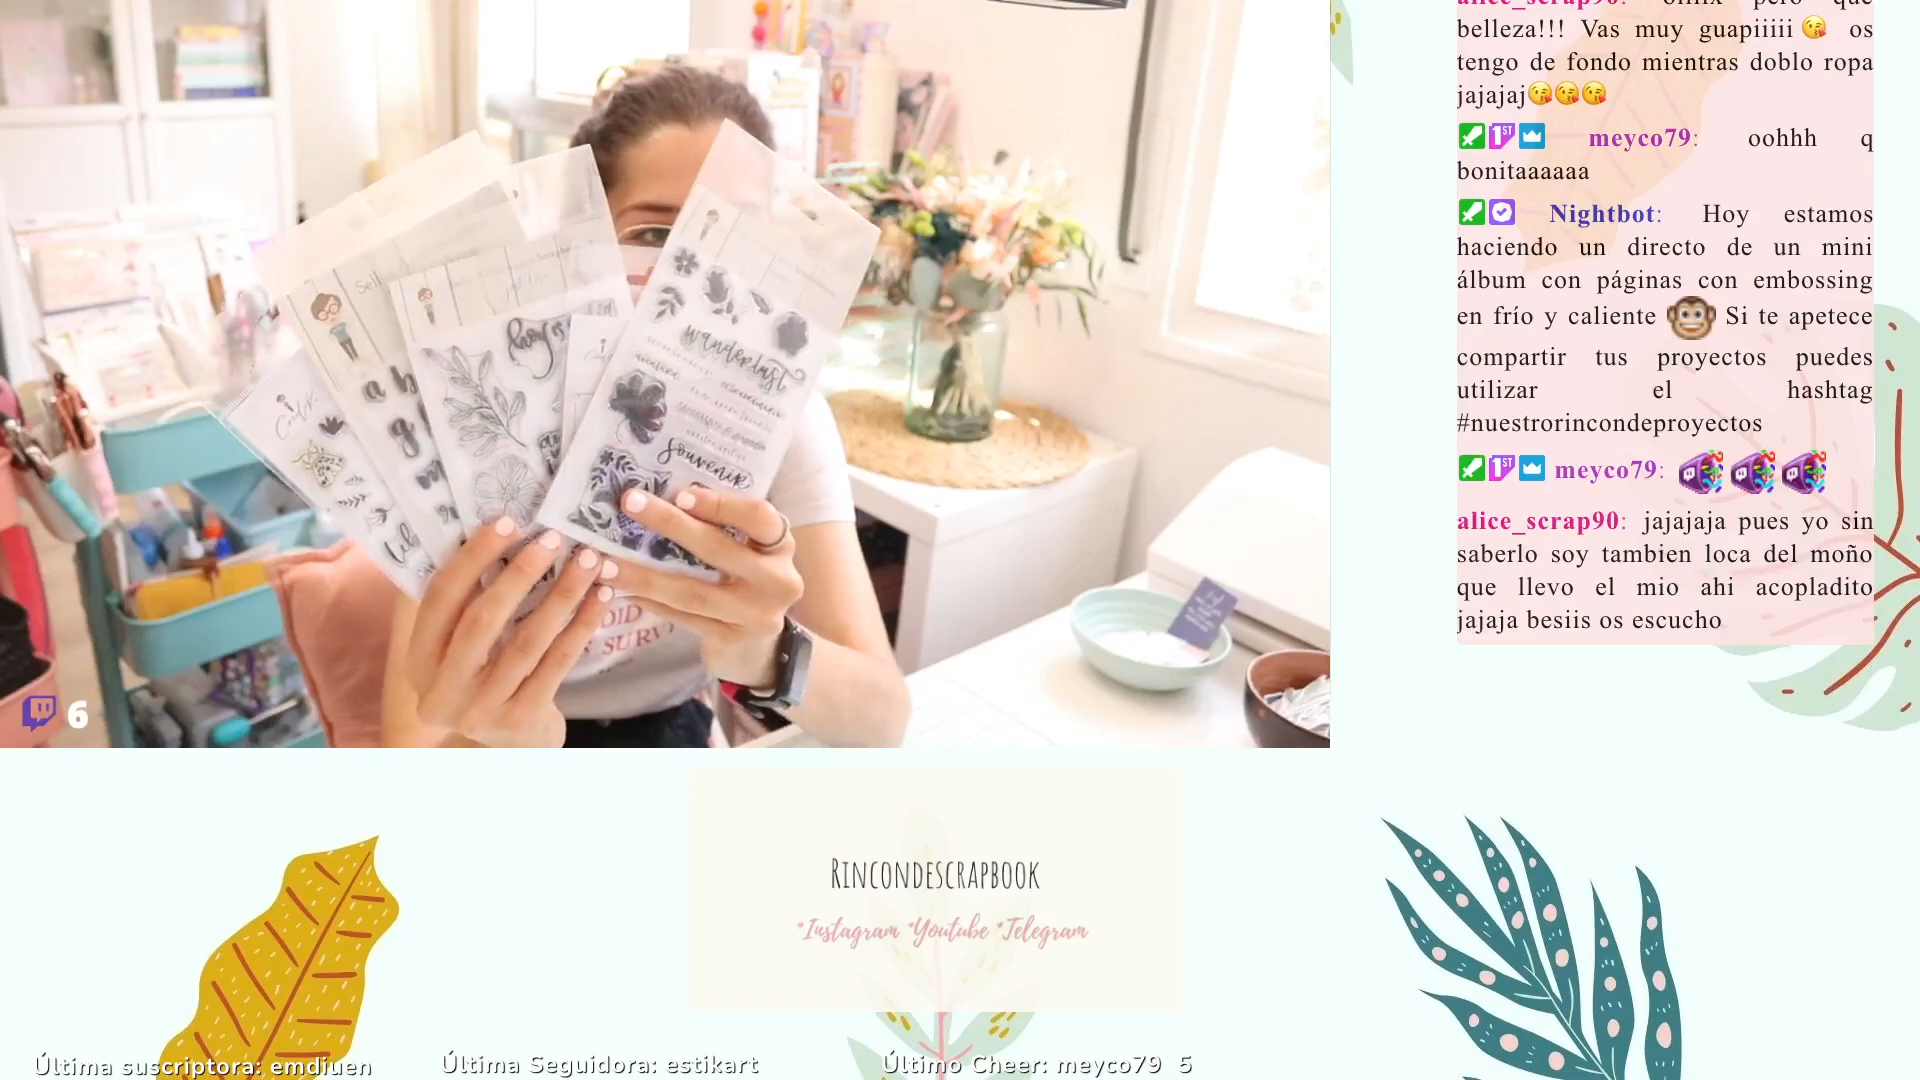 alice_scrap90: oiiiix pero que
belleza!!! Vas muy guapiiiii 😘 os
tengo de fondo mientras doblo ropa
jajajaj😘😘😘
meyco79: oohhh q
bonitaaaaaa
Nightbot: Hoy estamos
haciendo un directo de un mini
álbum con páginas con embossing
en frío y caliente Si te apetece
compartir tus proyectos puedes
utilizar el hashtag
#nuestrorincondeproyectos
meyco79:
alice_scrap90: jajajaja pues yo sin
saberlo soy tambien loca del moño
que llevo el mio ahi acopladito
jajaja besiis os escucho
wanderlust
souvenir
6
RINCONDESCRAPBOOK
*Instagram *Youtube *Telegram
Última suscriptora: emdiuen
Última Seguidora: estikart
Último Cheer: meyco79 5